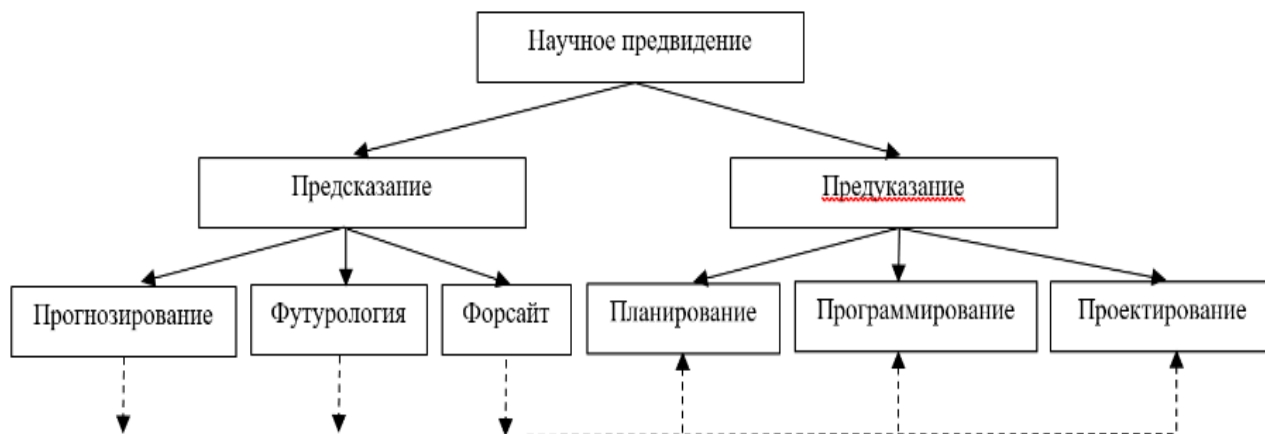 Научное предвидение
Предсказание
Предуказание
Прогнозирование
Футурология
Форсайт
Планирование
Программирование
Проектирование